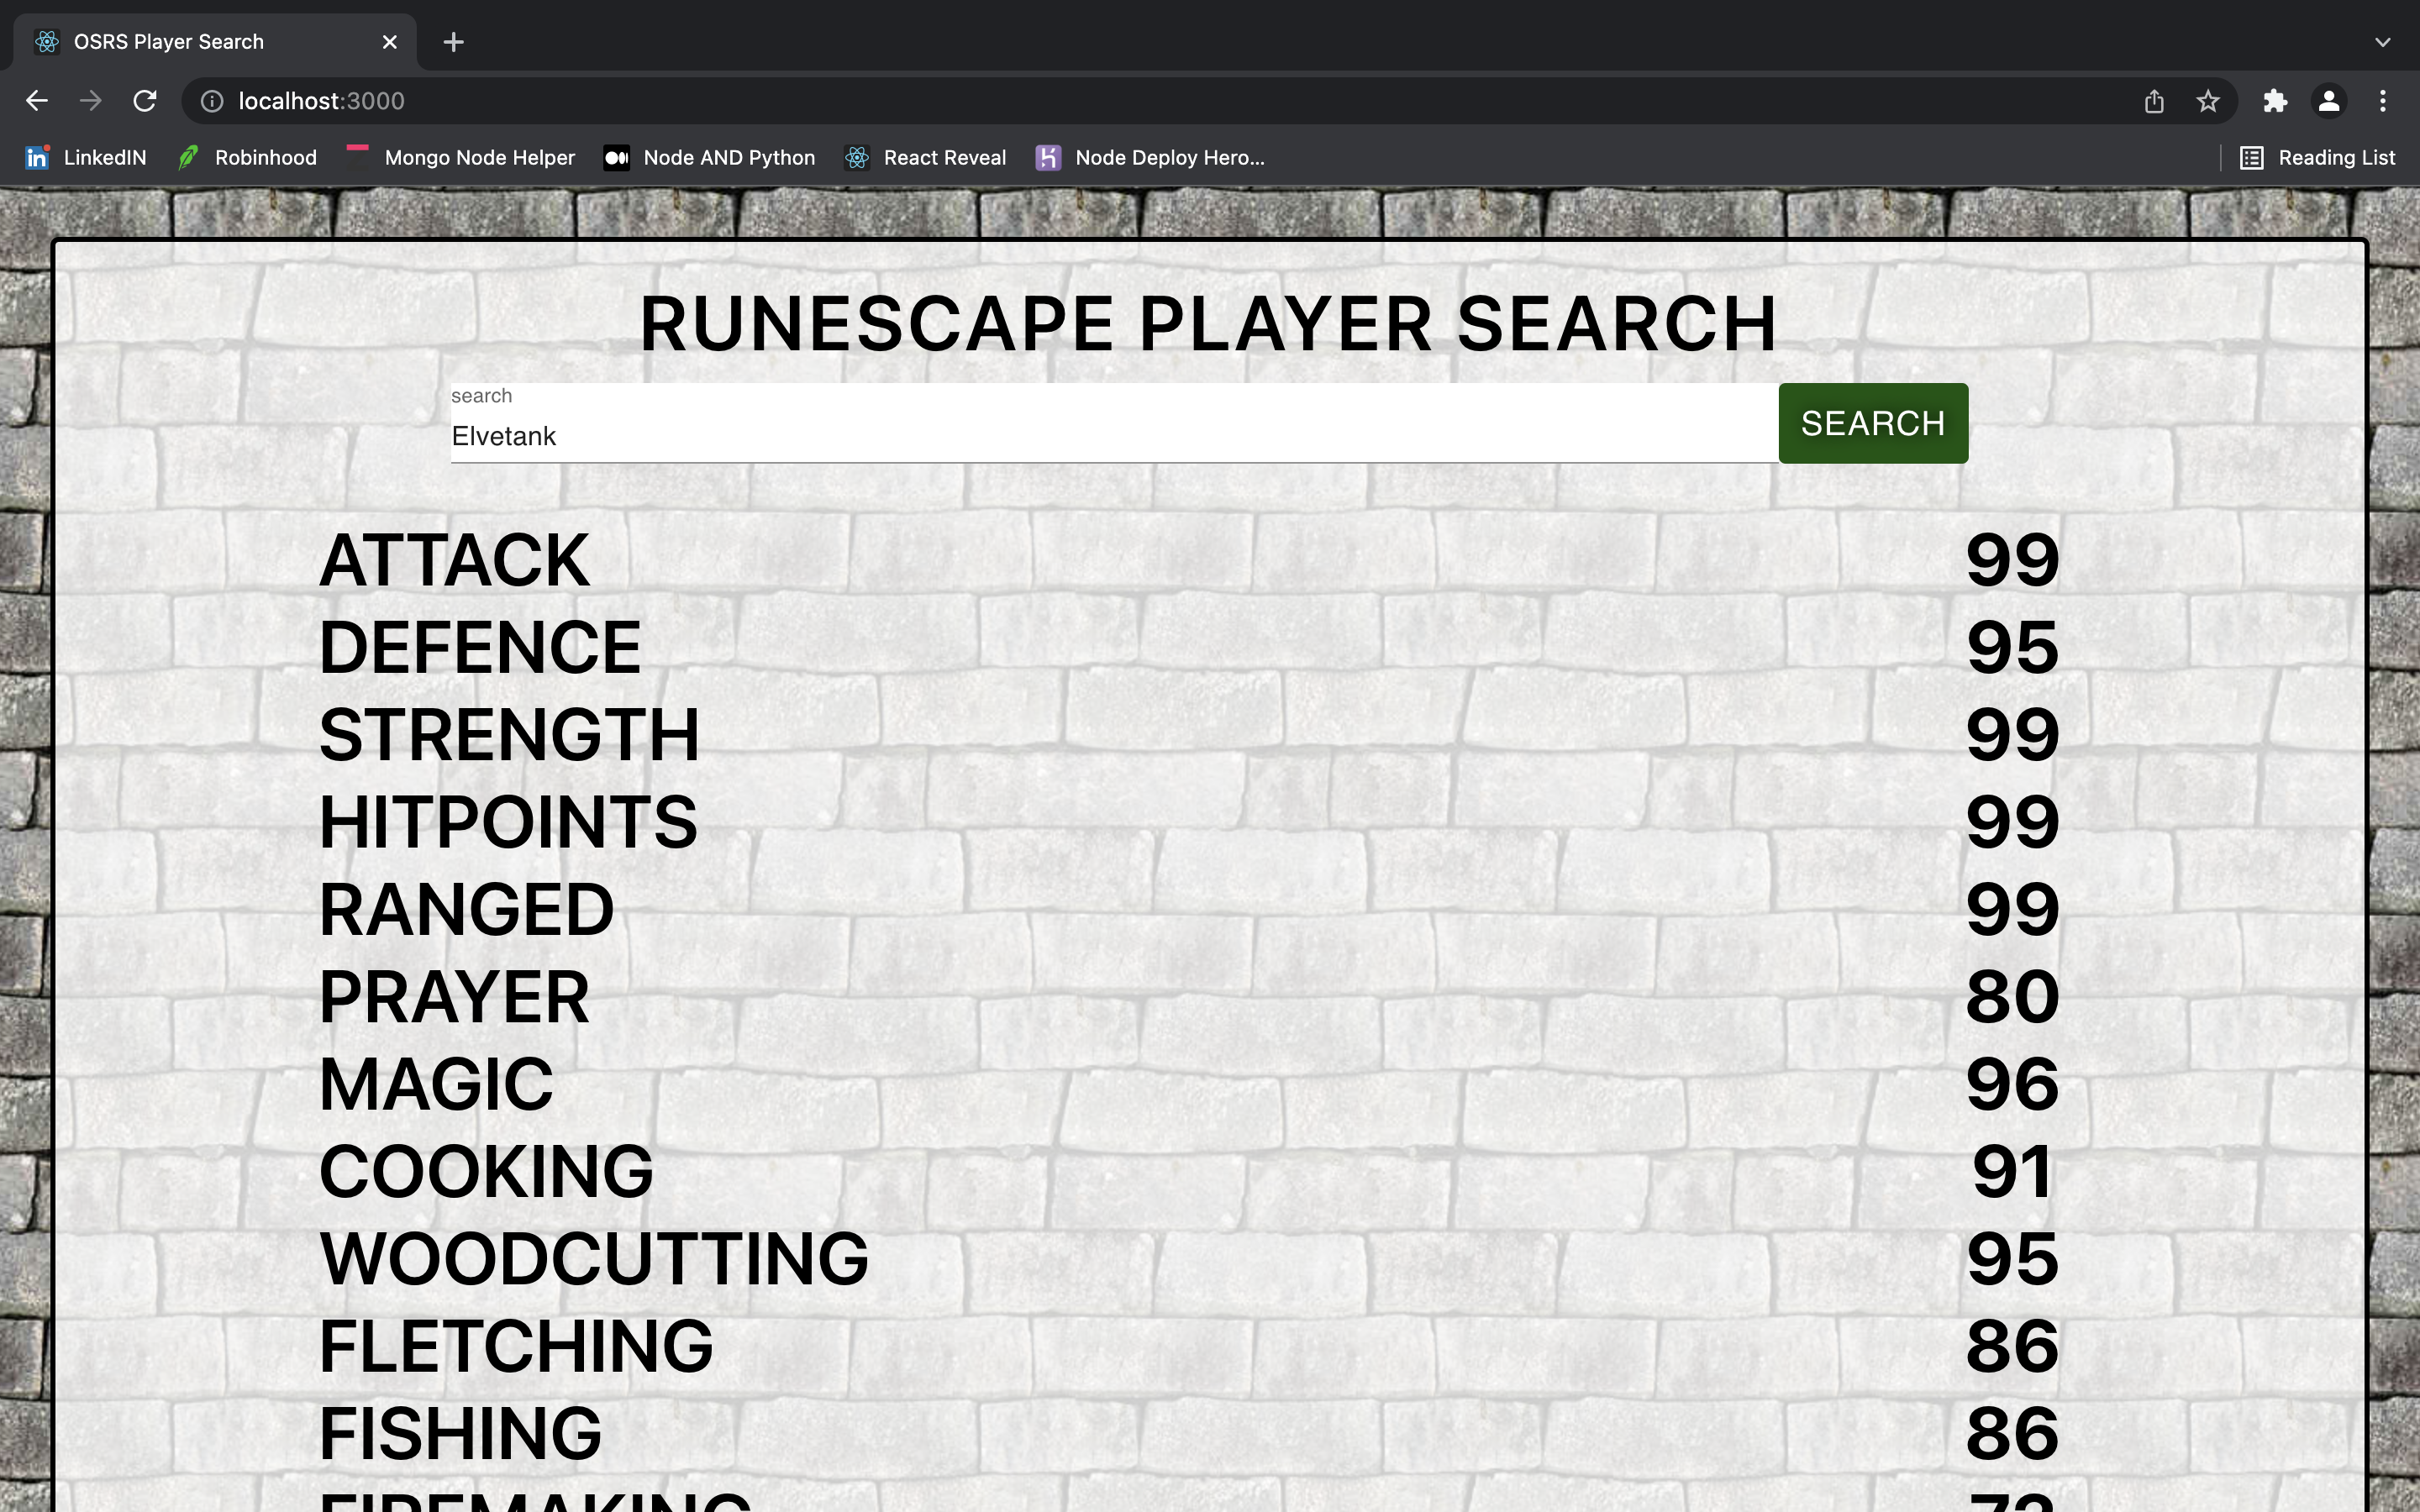 OSRS Player Search
localhost:3000
LinkedIN Robinhood Mongo Node Helper Node AND Python React Reveal Node Deploy Hero... Reading List
RUNESCAPE PLAYER SEARCH
search
Elvetank
SEARCH
ATTACK 99
DEFENCE 95
STRENGTH 99
HITPOINTS 99
RANGED 99
PRAYER 80
MAGIC 96
COOKING 91
WOODCUTTING 95
FLETCHING 86
FISHING 86
FIREMAKING